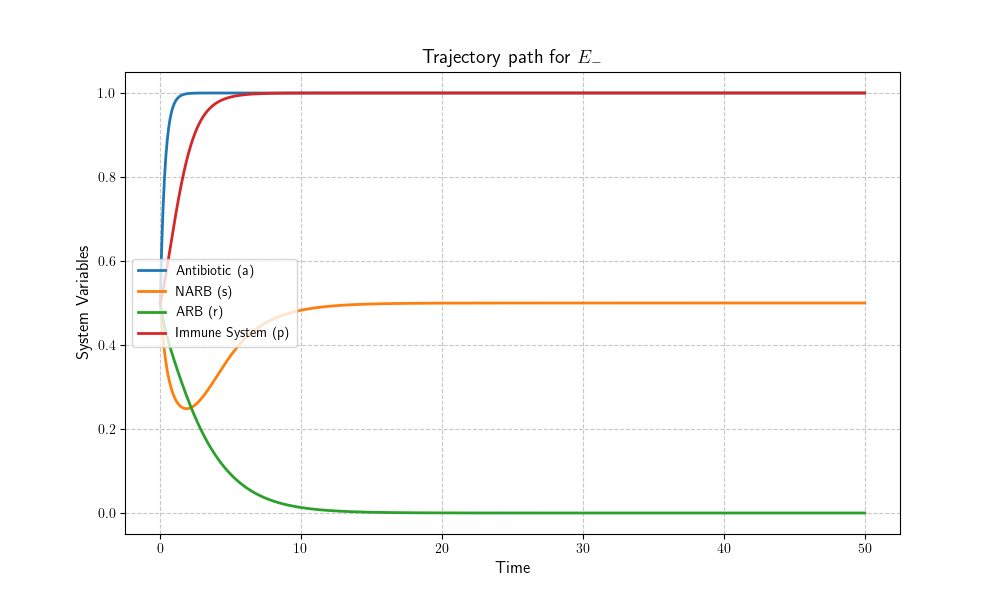 Trajectory path for E₋
System Variables
1.0
0.8
0.6
0.4
0.2
0.0
Antibiotic (a)
NARB (s)
ARB (r)
Immune System (p)
0 10 20 30 40 50
Time